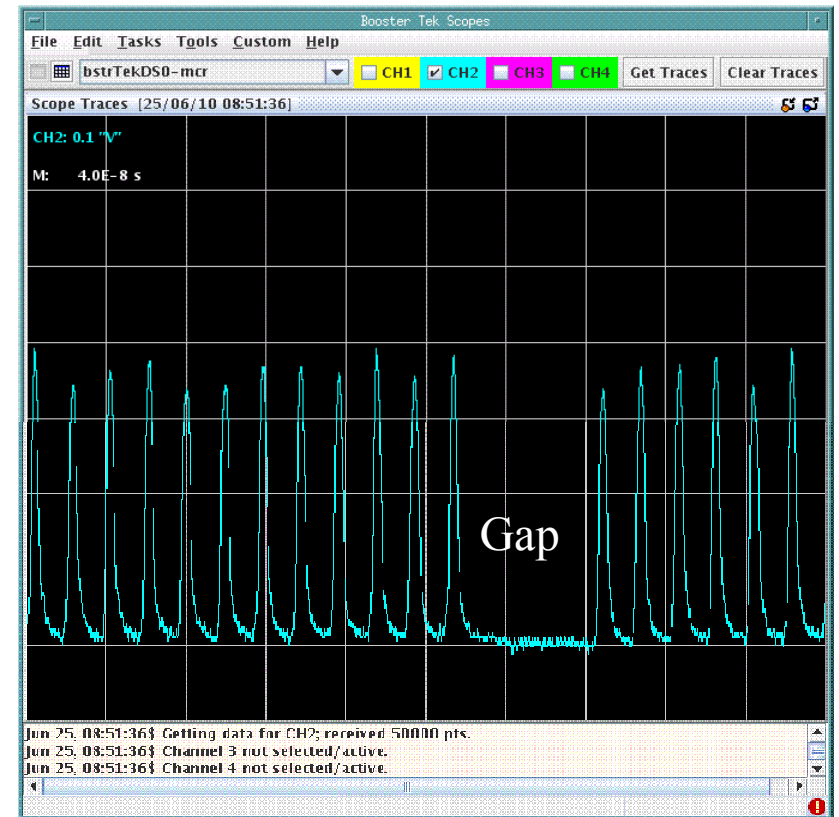 Booster Tek Scopes
File Edit Tasks Tools Custom Help
bstrTekDS0-mcr CH1 CH2 CH3 CH4 Get Traces Clear Traces
Scope Traces [25/06/10 08:51:36]
CH2: 0.1 "V"
M: 4.0E-8 s
Gap
Jun 25, 08:51:36$ Getting data for CH2; received 50000 pts.
Jun 25, 08:51:36$ Channel 3 not selected/active.
Jun 25, 08:51:36$ Channel 4 not selected/active.